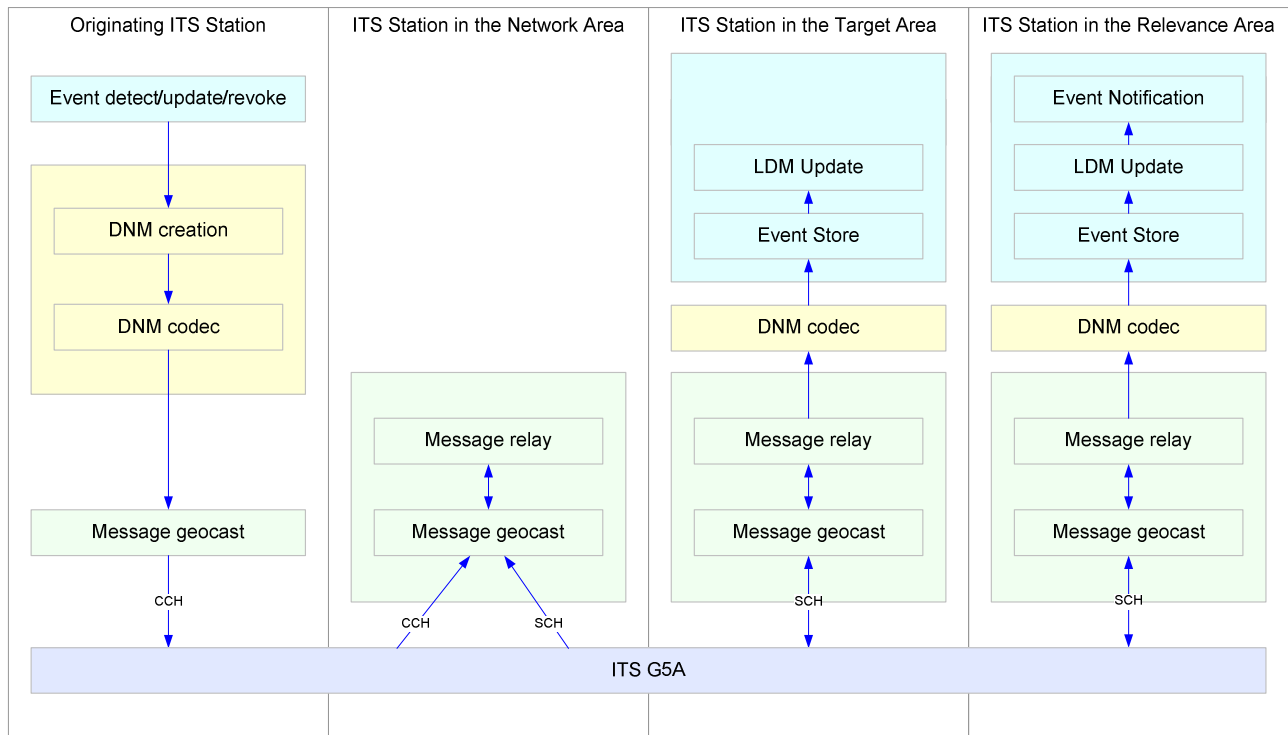 Originating ITS Station
Event detect/update/revoke
DNM creation
DNM codec
Message geocast
CCH
ITS Station in the Network Area
Message relay
Message geocast
CCH
SCH
ITS Station in the Target Area
LDM Update
Event Store
DNM codec
Message relay
Message geocast
SCH
ITS Station in the Relevance Area
Event Notification
LDM Update
Event Store
DNM codec
Message relay
Message geocast
SCH
ITS G5A